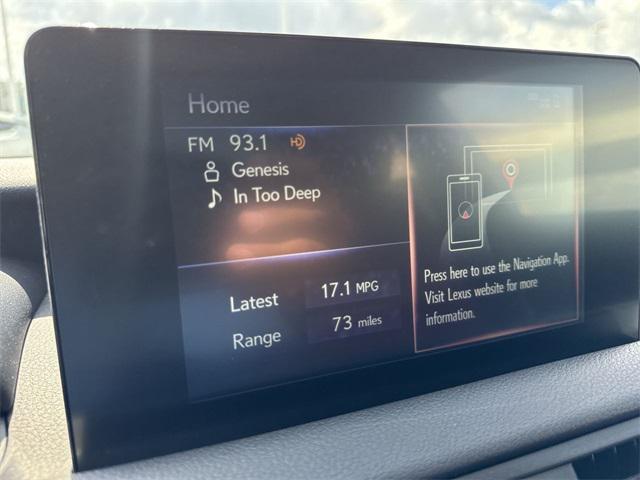 Home
FM 93.1 HD
Genesis
In Too Deep
Latest 17.1 MPG
Range 73 miles
Press here to use the Navigation App.
Visit Lexus website for more
information.